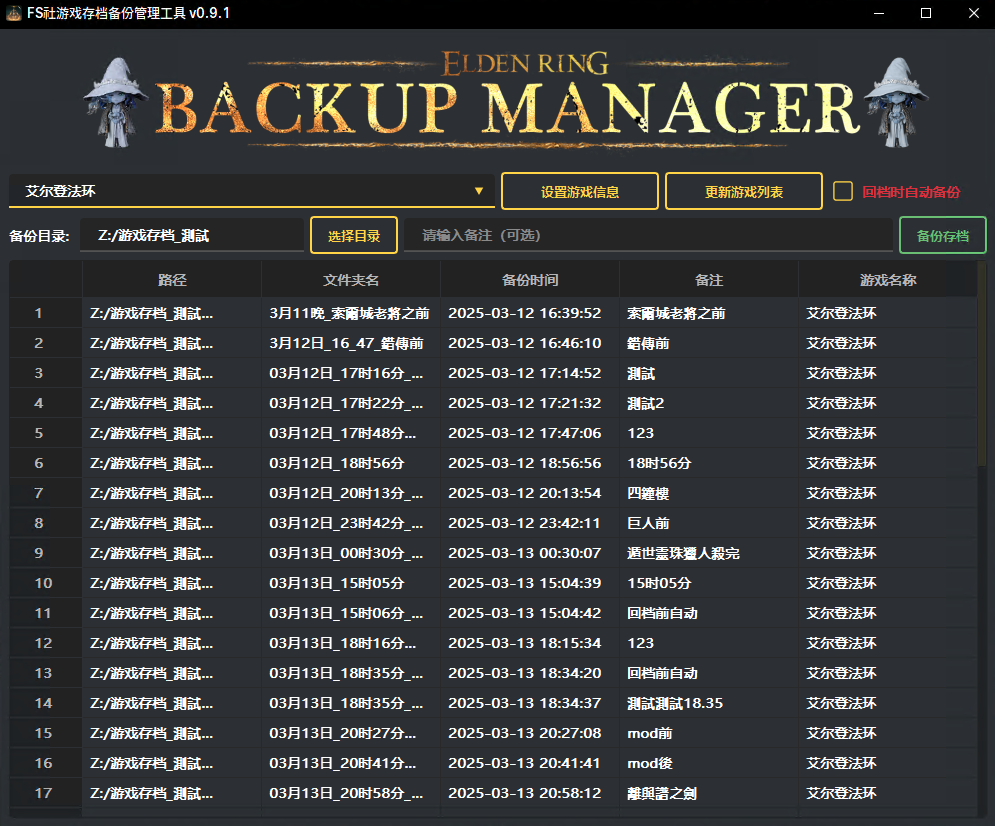 FS社游戏存档备份管理工具 v0.9.1
ELDEN RING
BACKUP MANAGER
艾尔登法环 设置游戏信息 更新游戏列表 回档时自动备份
备份目录: Z:/游戏存档_測試 选择目录 请输入备注（可选） 备份存档
路径 文件夹名 备份时间 备注 游戏名称
1 Z:/游戏存档_測試... 3月11晚_索爾城老將之前 2025-03-12 16:39:52 索爾城老將之前 艾尔登法环
2 Z:/游戏存档_測試... 3月12日_16_47_錯傳前 2025-03-12 16:46:10 錯傳前 艾尔登法环
3 Z:/游戏存档_測試... 03月12日_17时16分_... 2025-03-12 17:14:52 測試 艾尔登法环
4 Z:/游戏存档_測試... 03月12日_17时22分_... 2025-03-12 17:21:32 測試2 艾尔登法环
5 Z:/游戏存档_測試... 03月12日_17时48分... 2025-03-12 17:47:06 123 艾尔登法环
6 Z:/游戏存档_測試... 03月12日_18时56分 2025-03-12 18:56:56 18时56分 艾尔登法环
7 Z:/游戏存档_測試... 03月12日_20时13分_... 2025-03-12 20:13:54 四鐘樓 艾尔登法环
8 Z:/游戏存档_測試... 03月12日_23时42分_... 2025-03-12 23:42:11 巨人前 艾尔登法环
9 Z:/游戏存档_測試... 03月13日_00时30分_... 2025-03-13 00:30:07 遁世靈珠獵人殺完 艾尔登法环
10 Z:/游戏存档_測試... 03月13日_15时05分 2025-03-13 15:04:39 15时05分 艾尔登法环
11 Z:/游戏存档_測試... 03月13日_15时06分_... 2025-03-13 15:04:42 回档前自动 艾尔登法环
12 Z:/游戏存档_測試... 03月13日_18时16分... 2025-03-13 18:15:34 123 艾尔登法环
13 Z:/游戏存档_測試... 03月13日_18时35分_... 2025-03-13 18:34:20 回档前自动 艾尔登法环
14 Z:/游戏存档_測試... 03月13日_18时35分_... 2025-03-13 18:34:37 測試測試18.35 艾尔登法环
15 Z:/游戏存档_測試... 03月13日_20时27分... 2025-03-13 20:27:08 mod前 艾尔登法环
16 Z:/游戏存档_測試... 03月13日_20时41分... 2025-03-13 20:41:41 mod後 艾尔登法环
17 Z:/游戏存档_測試... 03月13日_20时58分_... 2025-03-13 20:58:12 離與譜之劍 艾尔登法环